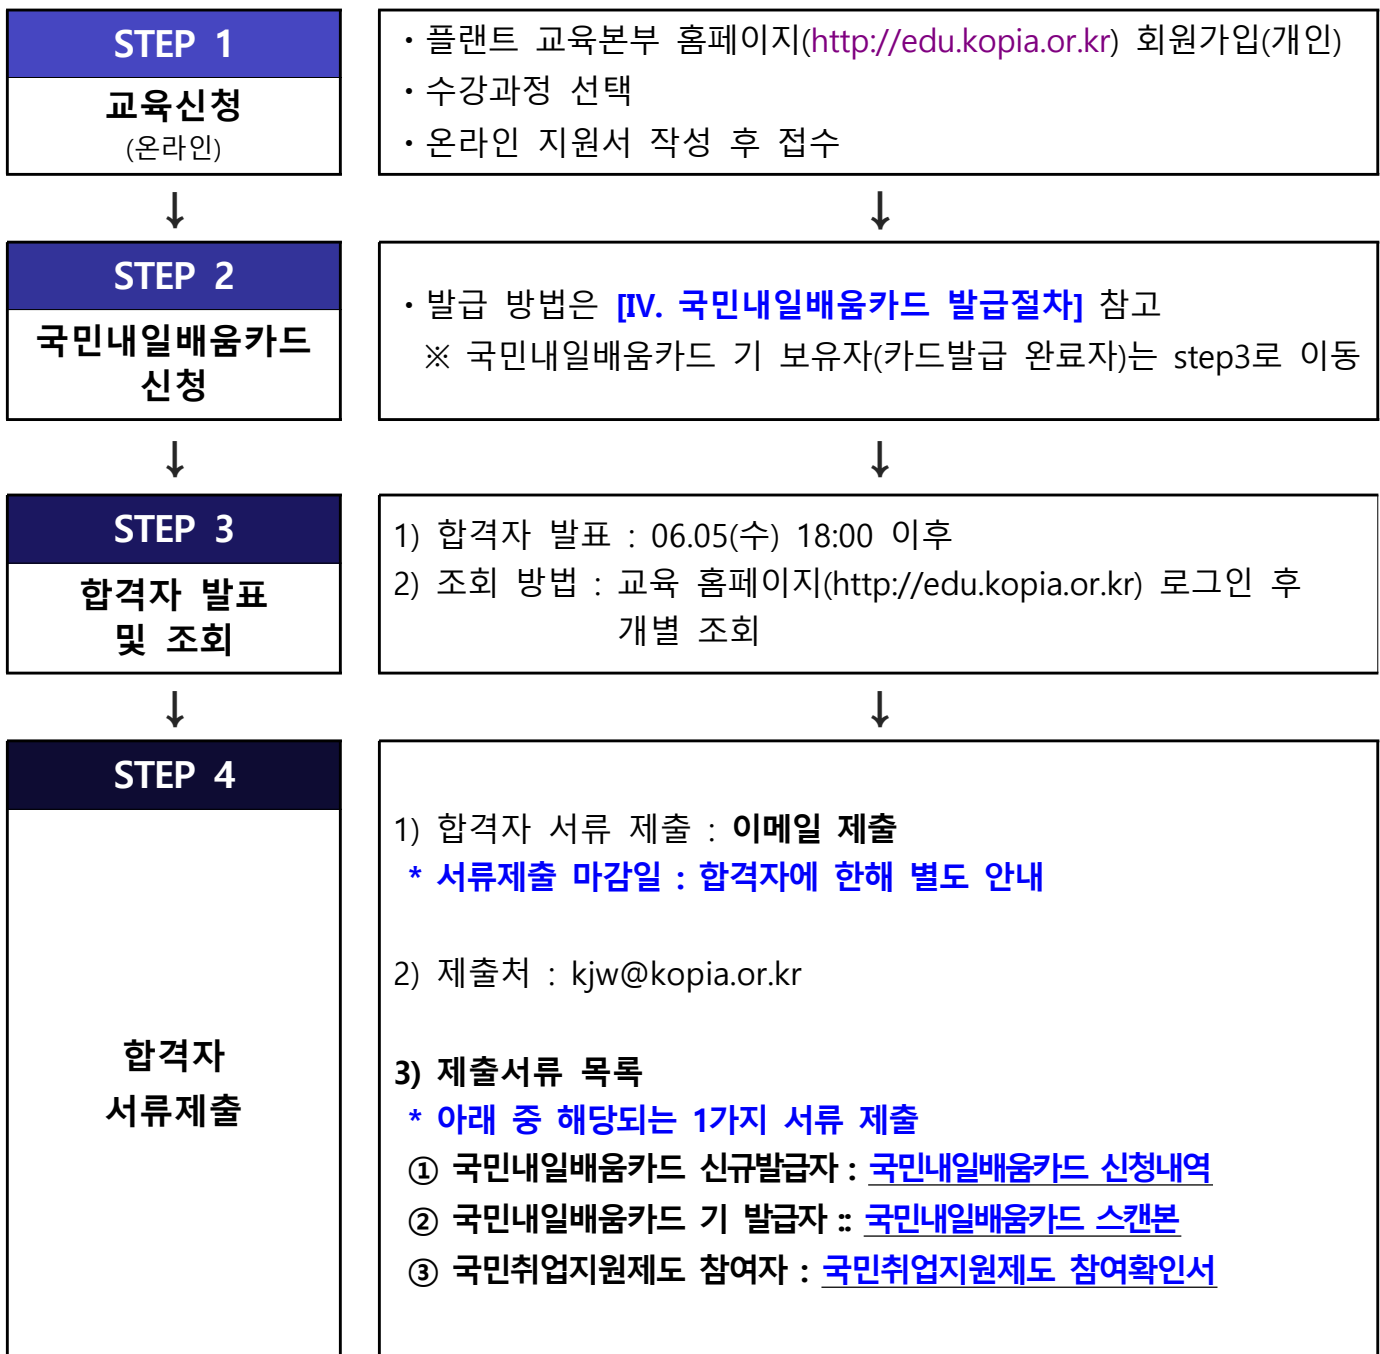 STEP 1
교육신청
(온라인)
・플랜트 교육본부 홈페이지(http://edu.kopia.or.kr) 회원가입(개인)
・수강과정 선택
・온라인 지원서 작성 후 접수
↓
↓
STEP 2
국민내일배움카드
신청
・발급 방법은 [Ⅳ. 국민내일배움카드 발급절차] 참고
※ 국민내일배움카드 기 보유자(카드발급 완료자)는 step3로 이동
↓
↓
STEP 3
합격자 발표
및 조회
1) 합격자 발표 : 06.05(수) 18:00 이후
2) 조회 방법 : 교육 홈페이지(http://edu.kopia.or.kr) 로그인 후
개별 조회
↓
↓
STEP 4
합격자
서류제출
1) 합격자 서류 제출 : 이메일 제출
* 서류제출 마감일 : 합격자에 한해 별도 안내
2) 제출처 : kjw@kopia.or.kr
3) 제출서류 목록
* 아래 중 해당되는 1가지 서류 제출
① 국민내일배움카드 신규발급자 : 국민내일배움카드 신청내역
② 국민내일배움카드 기 발급자 :: 국민내일배움카드 스캔본
③ 국민취업지원제도 참여자 : 국민취업지원제도 참여확인서